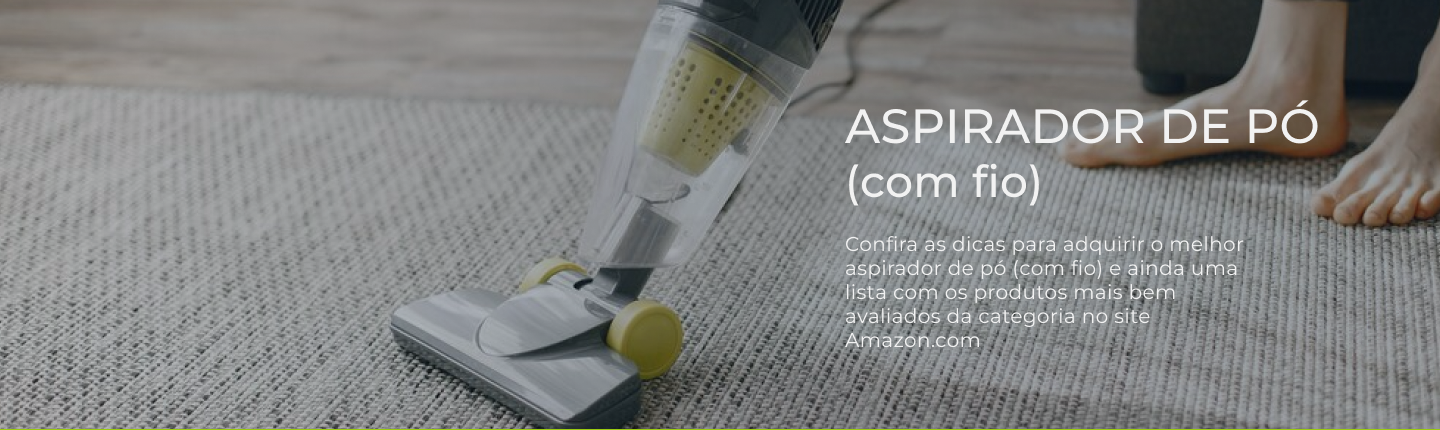 ASPIRADOR DE PÓ
(com fio)
Confira as dicas para adquirir o melhor
aspirador de pó (com fio) e ainda uma
lista com os produtos mais bem
avaliados da categoria no site
Amazon.com